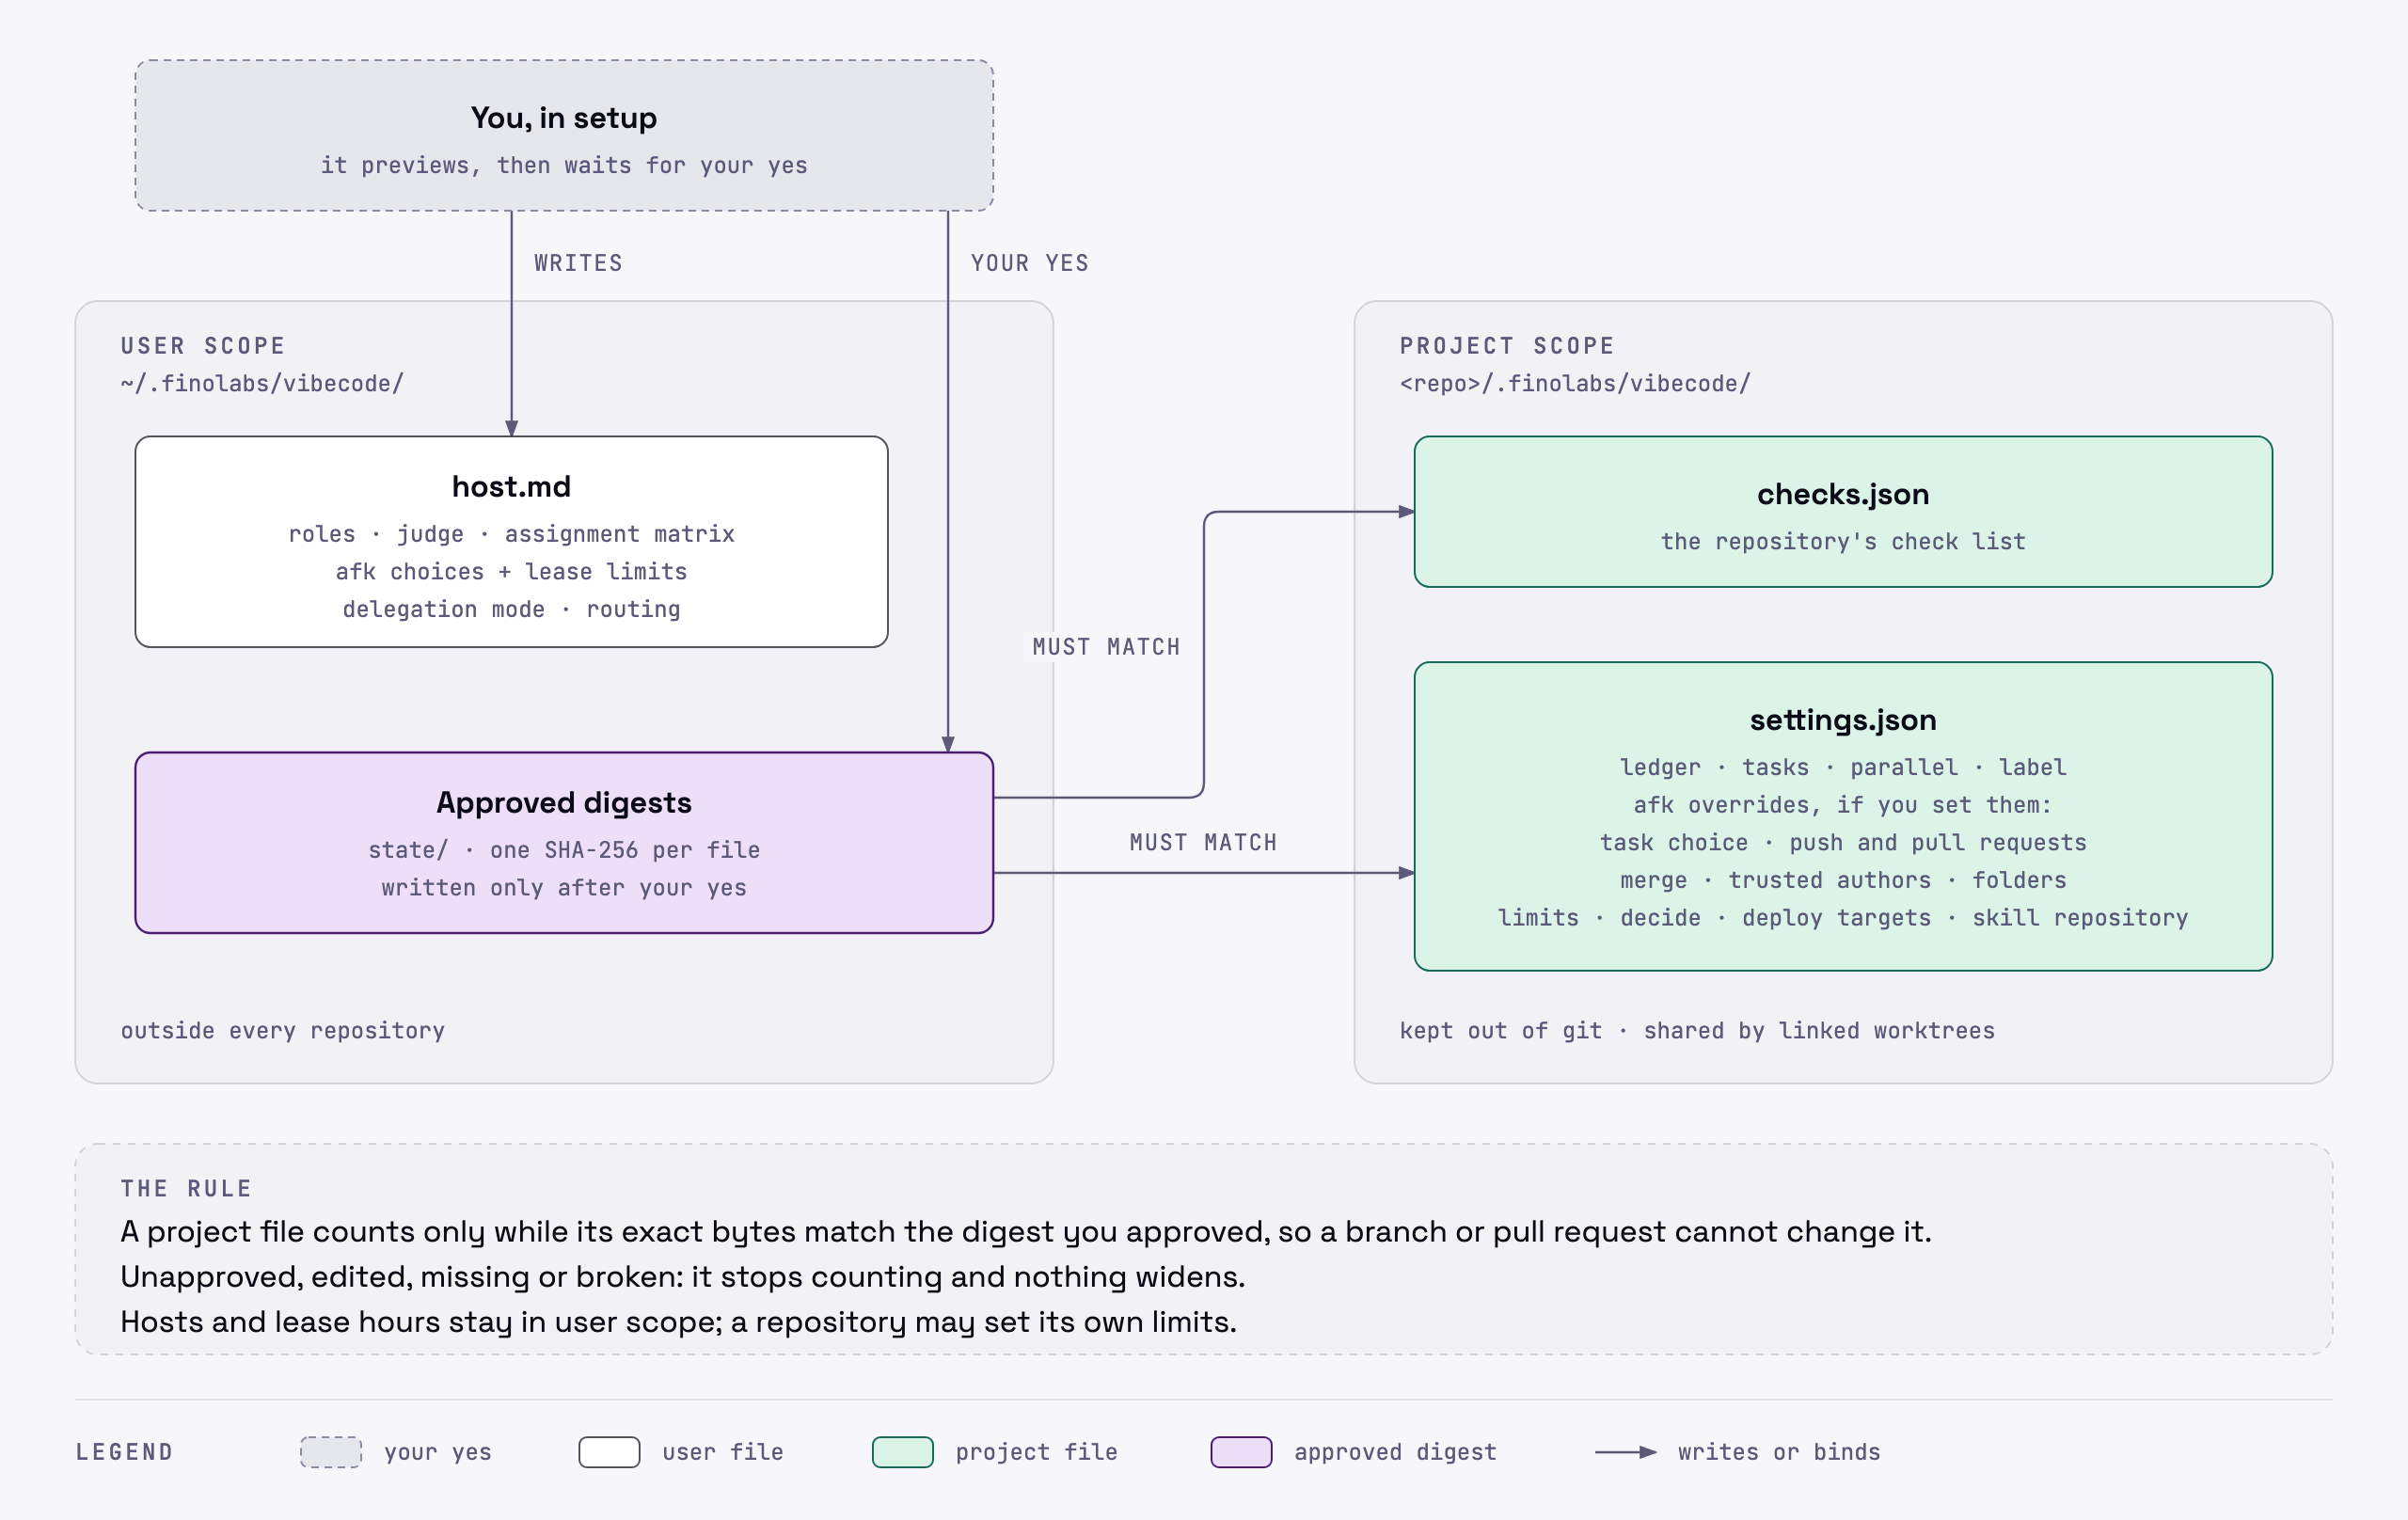 You, in setup
it previews, then waits for your yes
WRITES
YOUR YES
USER SCOPE
~/.finolabs/vibecode/
host.md
roles · judge · assignment matrix
afk choices + lease limits
delegation mode · routing
MUST MATCH
Approved digests
state/ · one SHA-256 per file
written only after your yes
MUST MATCH
outside every repository
PROJECT SCOPE
<repo>/.finolabs/vibecode/
checks.json
the repository's check list
settings.json
ledger · tasks · parallel · label
afk overrides, if you set them:
task choice · push and pull requests
merge · trusted authors · folders
limits · decide · deploy targets · skill repository
kept out of git · shared by linked worktrees
THE RULE
A project file counts only while its exact bytes match the digest you approved, so a branch or pull request cannot change it.
Unapproved, edited, missing or broken: it stops counting and nothing widens.
Hosts and lease hours stay in user scope; a repository may set its own limits.
LEGEND
your yes
user file
project file
approved digest
writes or binds